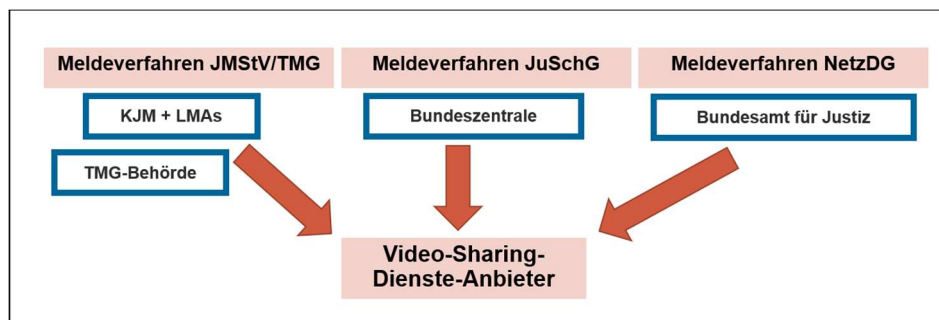 Meldeverfahren JMStV/TMG
Meldeverfahren JuSchG
Meldeverfahren NetzDG
KJM + LMAs
Bundeszentrale
Bundesamt für Justiz
TMG-Behörde
Video-Sharing-
Dienste-Anbieter